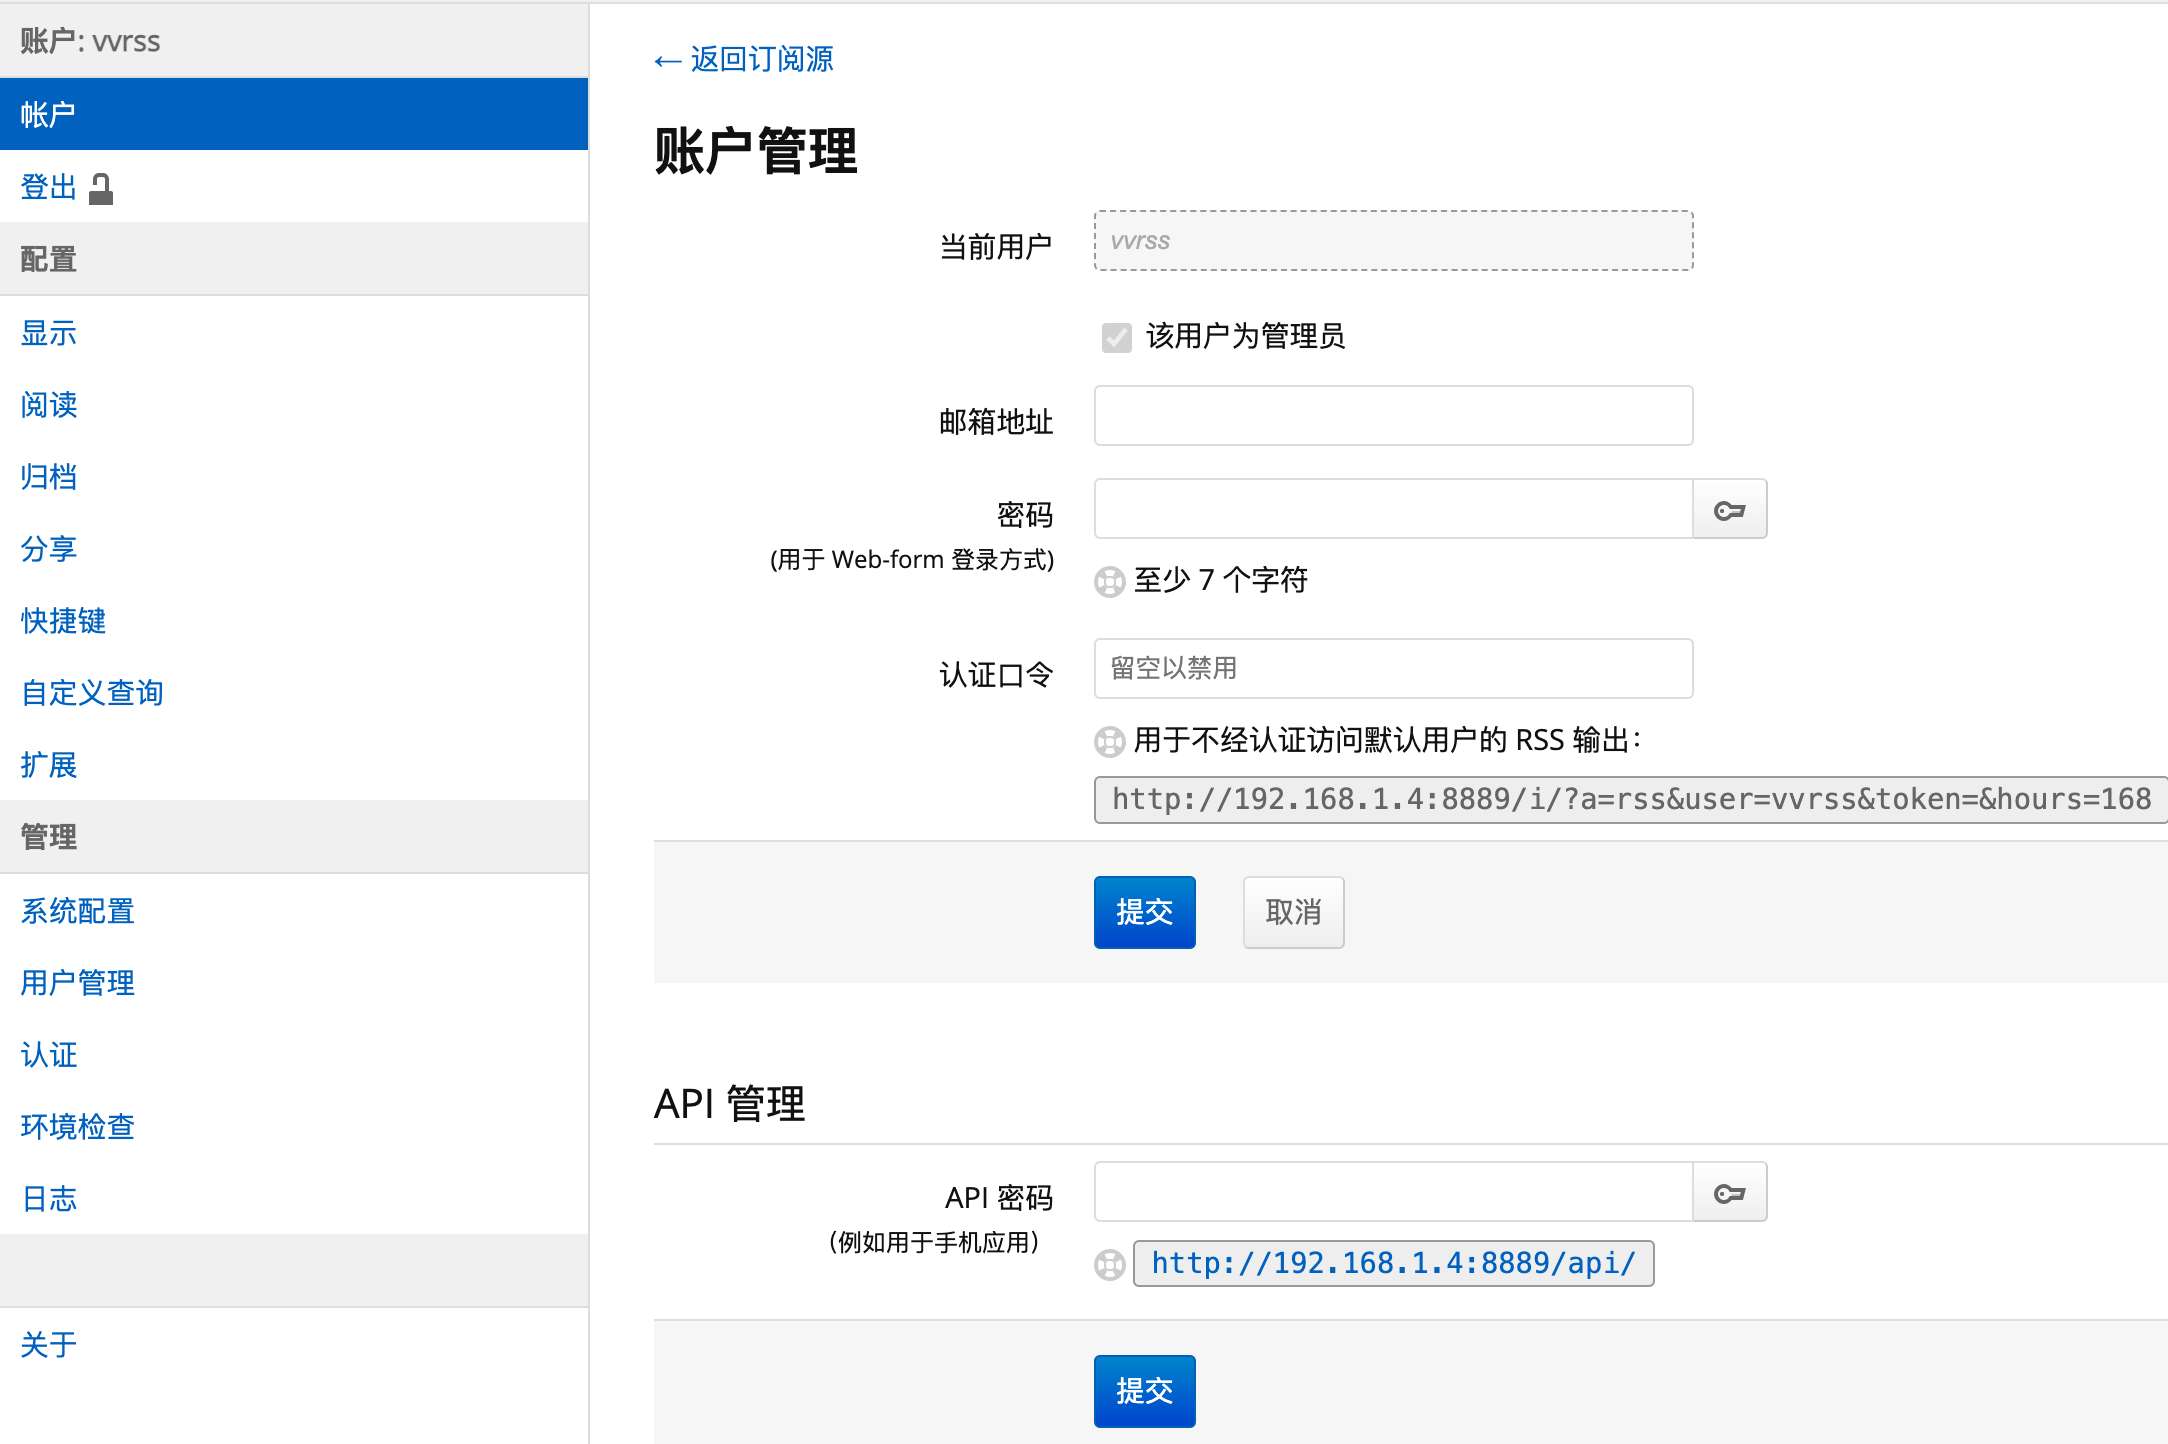 账户: vvrss
帐户
登出
配置
显示
阅读
归档
分享
快捷键
自定义查询
扩展
管理
系统配置
用户管理
认证
环境检查
日志
关于
← 返回订阅源
账户管理
当前用户
vvrss
该用户为管理员
邮箱地址
密码
(用于 Web-form 登录方式)
至少 7 个字符
认证口令
留空以禁用
用于不经认证访问默认用户的 RSS 输出：
http://192.168.1.4:8889/i/?a=rss&user=vvrss&token=&hours=168
提交
取消
API 管理
API 密码
（例如用于手机应用）
http://192.168.1.4:8889/api/
提交